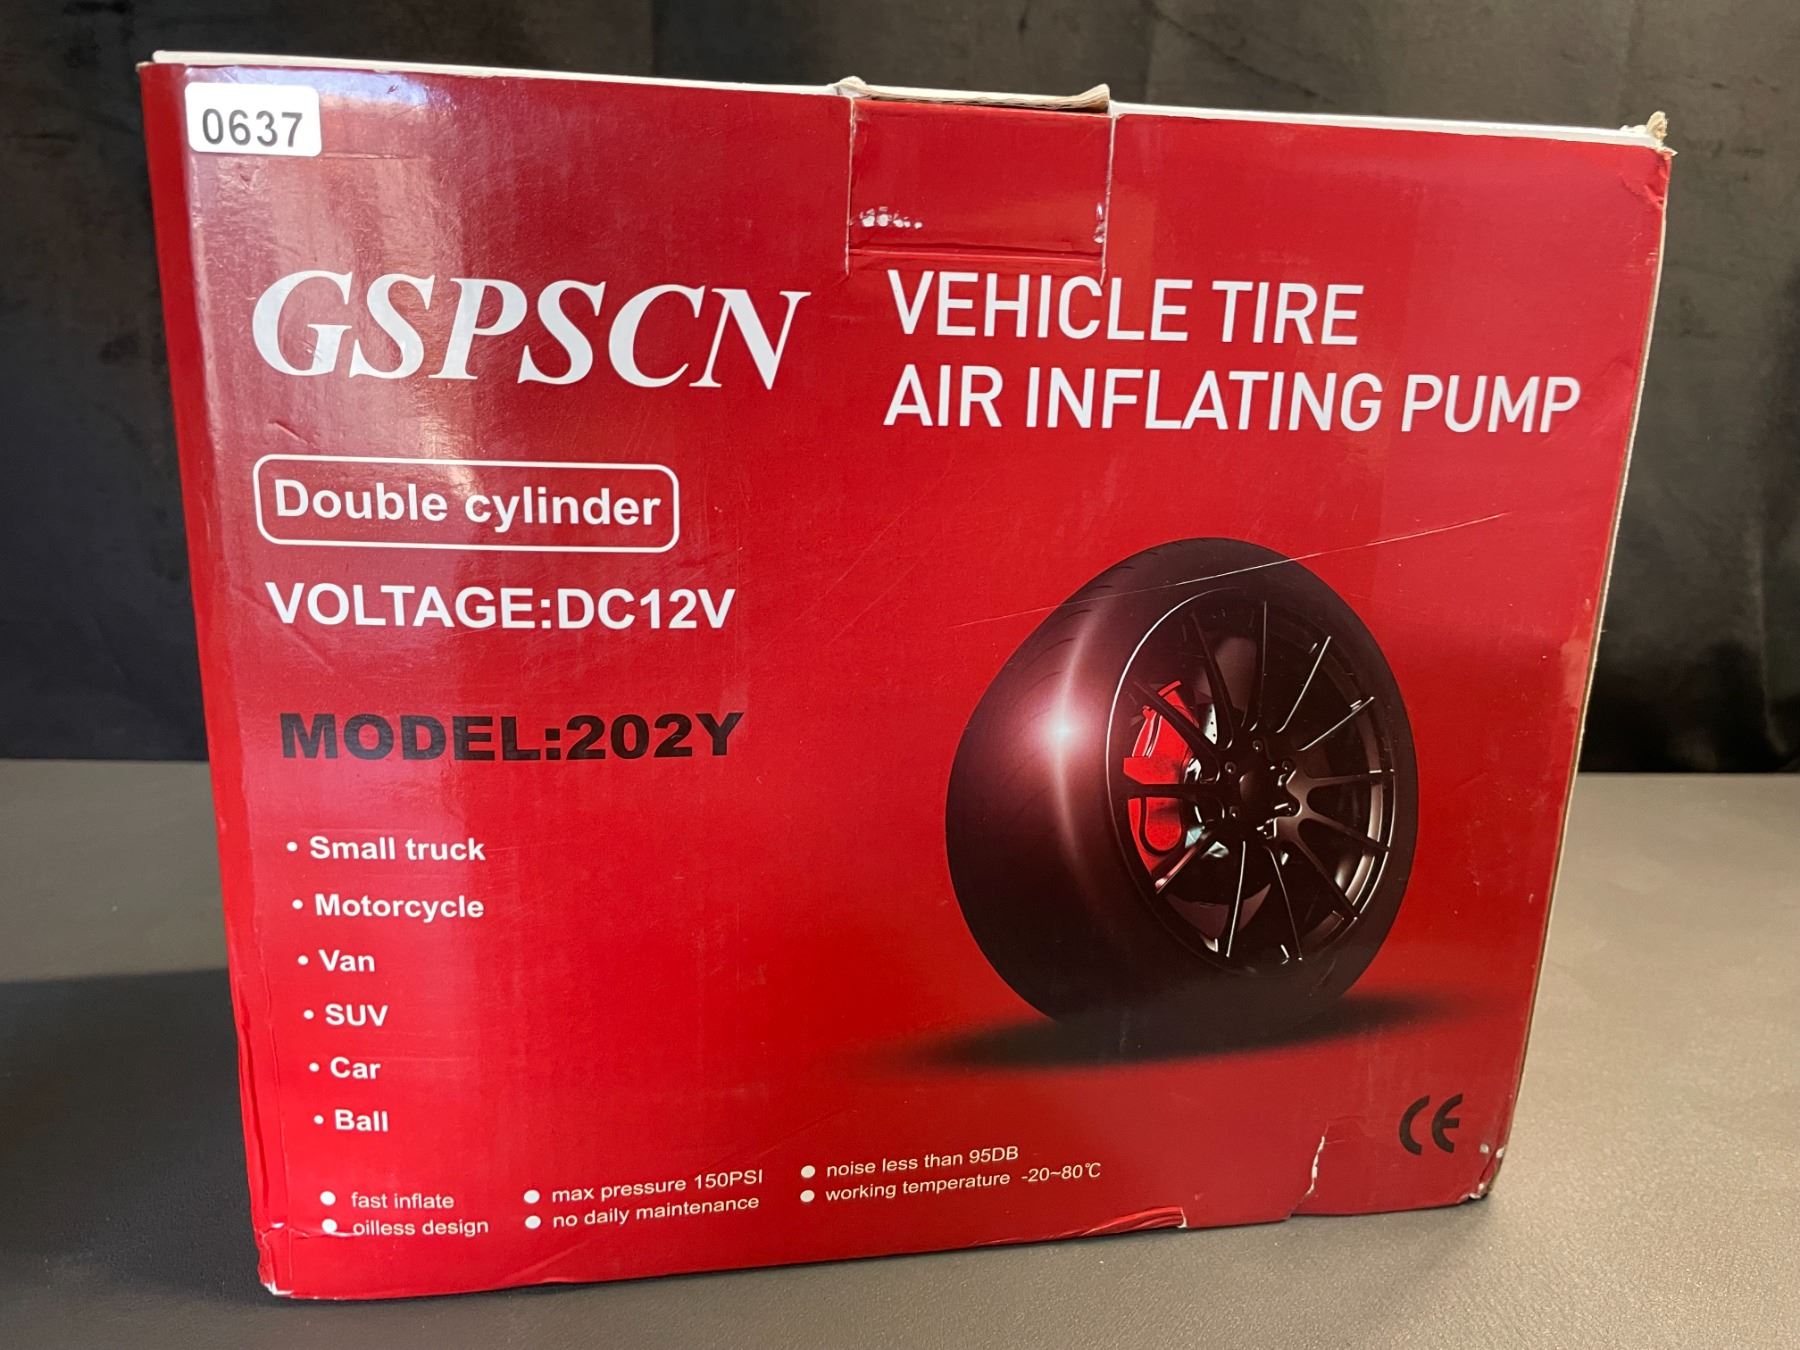 0637
GSPSCN
VEHICLE TIRE
AIR INFLATING PUMP
Double cylinder
VOLTAGE:DC12V
MODEL:202Y
• Small truck
• Motorcycle
• Van
• SUV
• Car
• Ball
● fast inflate
● oilless design
● max pressure 150PSI
● no daily maintenance
● noise less than 95DB
● working temperature -20~80℃
CE